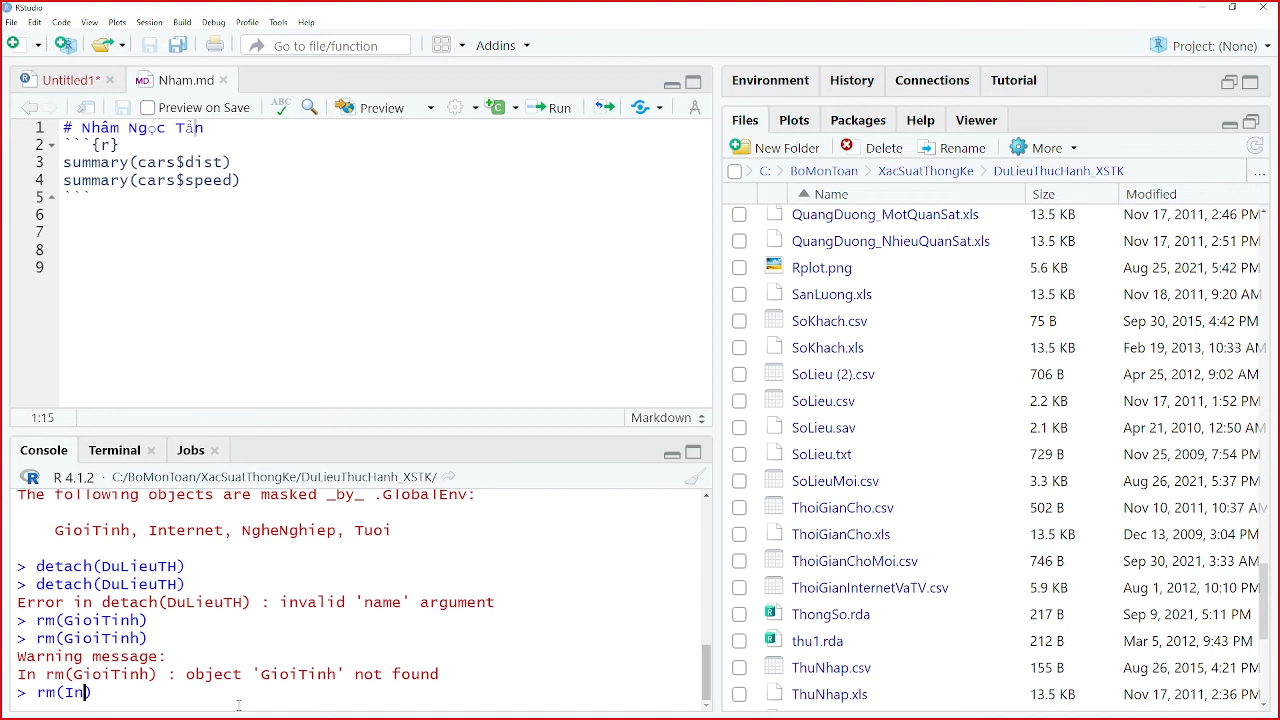 RStudio
File Edit Code View Plots Session Build Debug Profile Tools Help
Go to file/function Addins Project: (None)
Untitled1* Nham.md
Preview on Save ABC Preview Run
1 # Nhâm Ngọc Tần
2 ```{r}
3 summary(cars$dist)
4 summary(cars$speed)
5 ```
6
7
8
9
1:15 Markdown
Console Terminal Jobs
R 4.1.2 · C:/BoMonToan/XacSuatThongKe/DuLieuThucHanh_XSTK/
The following objects are masked _by_ .GlobalEnv:
GioiTinh, Internet, NgheNghiep, Tuoi
> detach(DuLieuTH)
> detach(DuLieuTH)
Error in detach(DuLieuTH) : invalid 'name' argument
> rm(GioiTinh)
> rm(GioiTinh)
Warning message:
In rm(GioiTinh) : object 'GioiTinh' not found
> rm(In)
Environment History Connections Tutorial
Files Plots Packages Help Viewer
New Folder Delete Rename More
C: BoMonToan XacSuatThongKe DuLieuThucHanh_XSTK ...
Name Size Modified
QuangDuong_MotQuanSat.xls 13.5 KB Nov 17, 2011, 2:46 PM
QuangDuong_NhieuQuanSat.xls 13.5 KB Nov 17, 2011, 2:51 PM
Rplot.png 5.6 KB Aug 25, 2021, 5:42 PM
SanLuong.xls 13.5 KB Nov 18, 2011, 9:20 AM
SoKhach.csv 75 B Sep 30, 2015, 4:42 PM
SoKhach.xls 13.5 KB Feb 19, 2013, 10:33 AM
SoLieu (2).csv 706 B Apr 25, 2012, 9:02 AM
SoLieu.csv 2.2 KB Nov 17, 2011, 1:52 PM
SoLieu.sav 2.1 KB Apr 21, 2010, 12:50 AM
SoLieu.txt 729 B Nov 25, 2009, 7:54 PM
SoLieuMoi.csv 3.3 KB Aug 26, 2021, 5:37 PM
ThoiGianCho.csv 502 B Nov 10, 2011, 10:37 AM
ThoiGianCho.xls 13.5 KB Dec 13, 2009, 3:04 PM
ThoiGianChoMoi.csv 726 B Sep 30, 2021, 3:33 AM
ThoiGianInternetVaTV.csv 5.0 KB Aug 1, 2012, 10:10 PM
ThongSo.rda 217 B Sep 9, 2021, 3:11 PM
thu1.rda 212 B Mar 5, 2012, 6:43 PM
ThuNhap.csv 155 B Aug 26, 2015, 4:21 PM
ThuNhap.xls 13.5 KB Nov 17, 2011, 2:36 PM